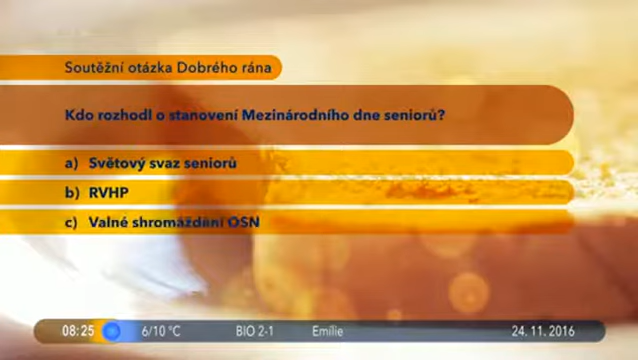 Soutěžní otázka Dobrého rána
Kdo rozhodl o stanovení Mezinárodního dne seniorů?
a) Světový svaz seniorů
b) RVHP
c) Valné shromáždění OSN
08:25 6/10 °C BIO 2-1 Emílie 24. 11. 2016